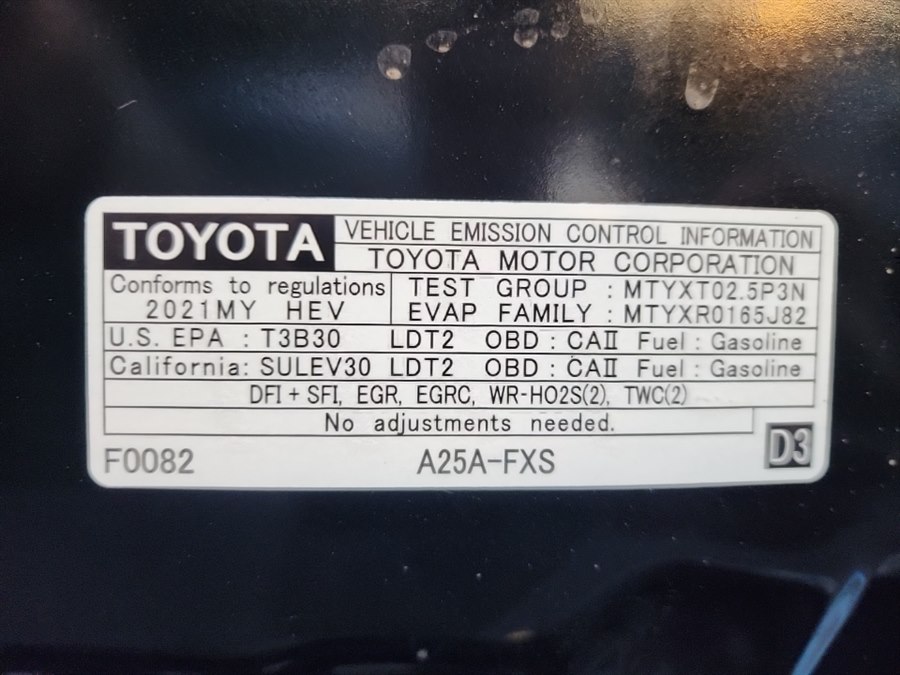 TOYOTA
VEHICLE EMISSION CONTROL INFORMATION
TOYOTA MOTOR CORPORATION
Conforms to regulations
2021MY HEV
TEST GROUP : MTYXT02.5P3N
EVAP FAMILY : MTYXR0165J82
U.S. EPA : T3B30 LDT2 OBD : CAⅡ Fuel : Gasoline
California: SULEV30 LDT2 OBD : CAⅡ Fuel : Gasoline
DFI + SFI, EGR, EGRC, WR-HO2S(2), TWC(2)
No adjustments needed.
F0082 A25A-FXS D3